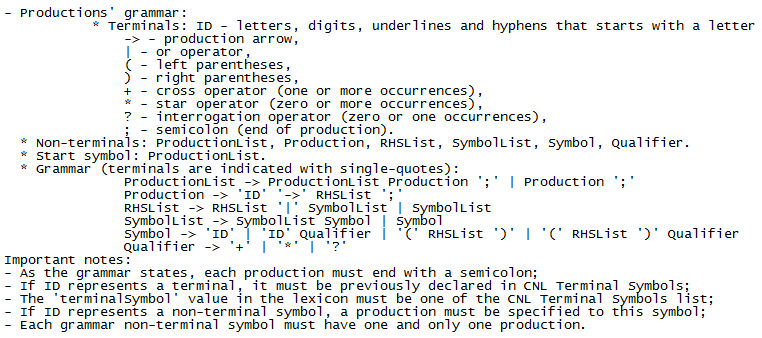 - Productions' grammar:
* Terminals: ID - letters, digits, underlines and hyphens that starts with a letter
-> - production arrow,
| - or operator,
( - left parentheses,
) - right parentheses,
+ - cross operator (one or more occurrences),
* - star operator (zero or more occurrences),
? - interrogation operator (zero or one occurrences),
; - semicolon (end of production).
* Non-terminals: ProductionList, Production, RHSList, SymbolList, Symbol, Qualifier.
* Start symbol: ProductionList.
* Grammar (terminals are indicated with single-quotes):
ProductionList -> ProductionList Production ';' | Production ';'
Production -> 'ID' '->' RHSList ';'
RHSList -> RHSList '|' SymbolList | SymbolList
SymbolList -> SymbolList Symbol | Symbol
Symbol -> 'ID' | 'ID' Qualifier | '(' RHSList ')' | '(' RHSList ')' Qualifier
Qualifier -> '+' | '*' | '?'
Important notes:
- As the grammar states, each production must end with a semicolon;
- If ID represents a terminal, it must be previously declared in CNL Terminal Symbols;
- The 'terminalSymbol' value in the lexicon must be one of the CNL Terminal Symbols list;
- If ID represents a non-terminal symbol, a production must be specified to this symbol;
- Each grammar non-terminal symbol must have one and only one production.